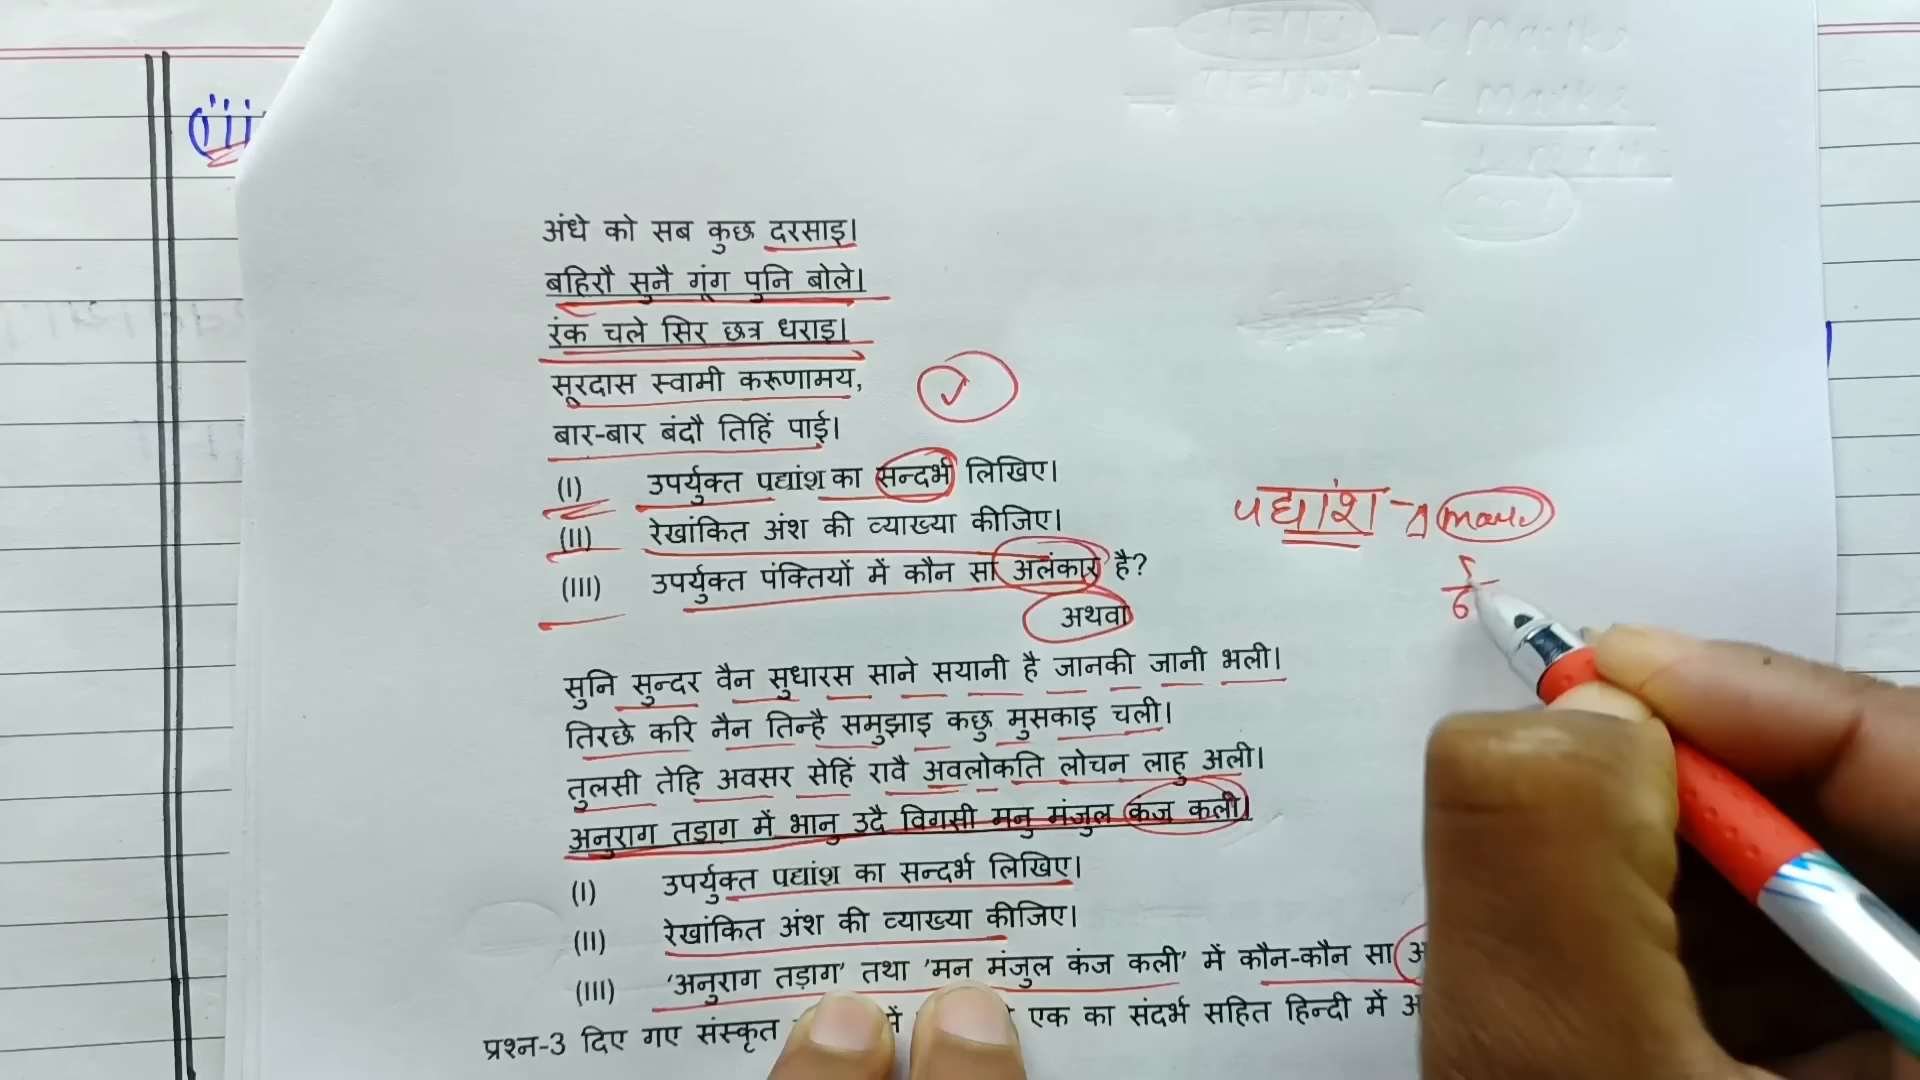 (iii
अंधे को सब कुछ दरसाइ।
बहिरौ सुनै गूंग पुनि बोले।
रंक चले सिर छत्र धराइ।
सूरदास स्वामी करूणामय,
बार-बार बंदौ तिहिं पाई।
(I) उपर्युक्त पद्यांश का सन्दर्भ लिखिए।
(II) रेखांकित अंश की व्याख्या कीजिए।
(III) उपर्युक्त पंक्तियों में कौन सा अलंकार है?
अथवा
पद्यांश
सुनि सुन्दर वैन सुधारस साने सयानी है जानकी जानी भली।
तिरछे करि नैन तिन्है समुझाइ कछु मुसकाइ चली।
तुलसी तेहि अवसर सेहिं रावै अवलोकति लोचन लाहु अली।
अनुराग तड़ाग में भानु उदै विगसी मनु मंजुल कंज कली।
(I) उपर्युक्त पद्यांश का सन्दर्भ लिखिए।
(II) रेखांकित अंश की व्याख्या कीजिए।
(III) 'अनुराग तड़ाग' तथा 'मन मंजुल कंज कली' में कौन-कौन सा
प्रश्न-3 दिए गए संस्कृत में एक का संदर्भ सहित हिन्दी में